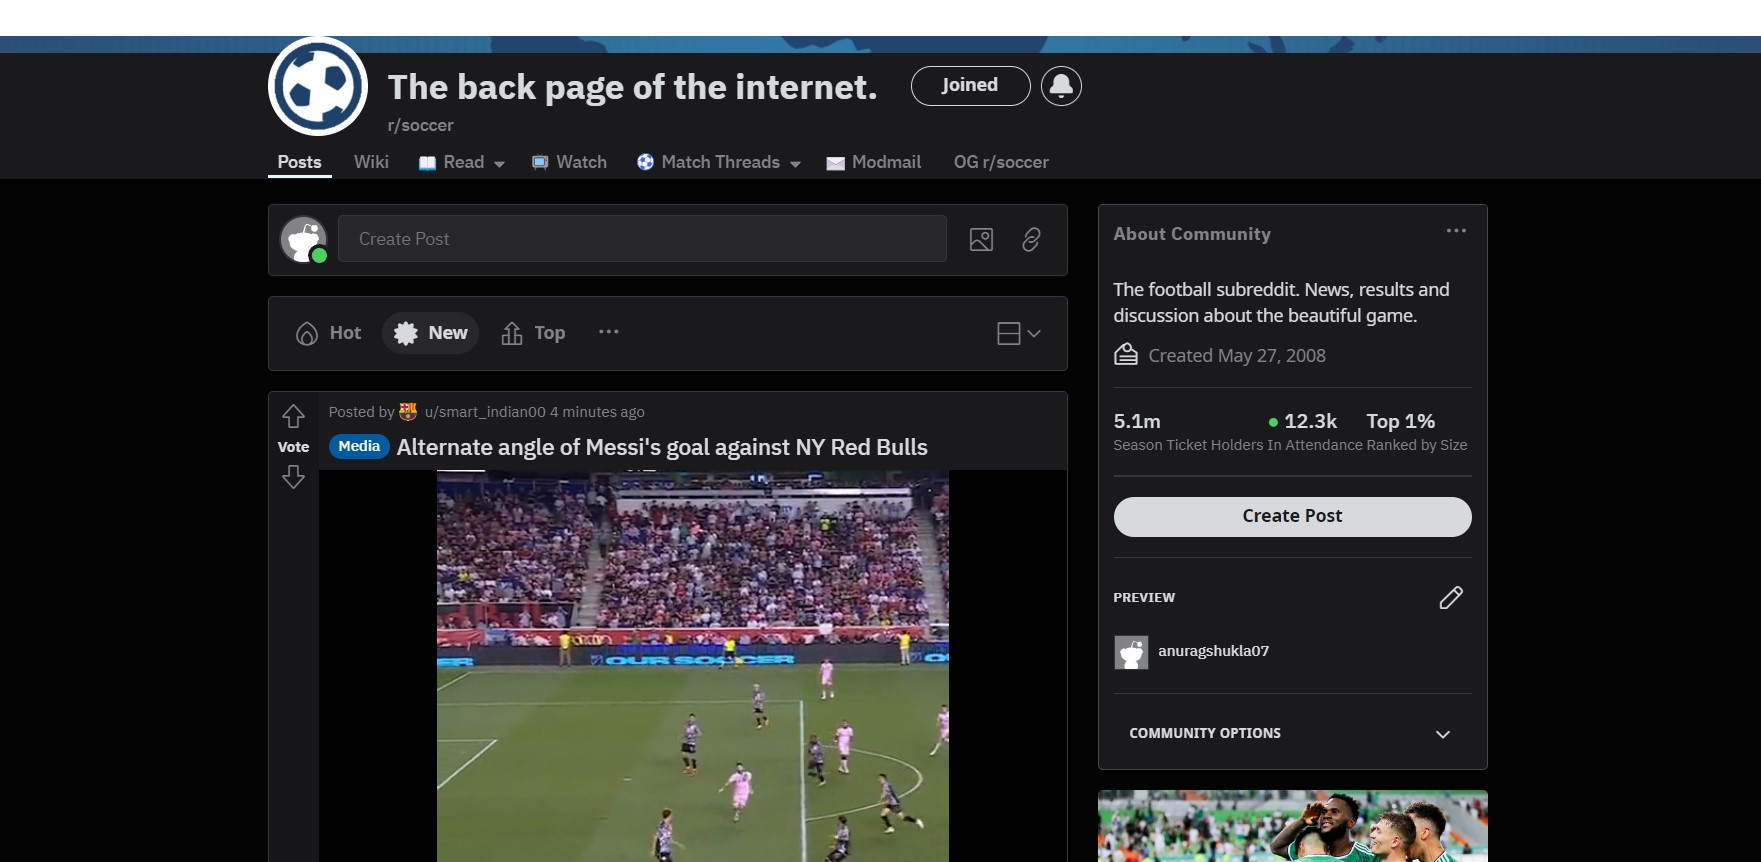 The back page of the internet.
Joined
r/soccer
Posts Wiki Read Watch Match Threads Modmail OG r/soccer
Create Post
Hot New Top
Posted by u/smart_indian00 4 minutes ago
Vote
Media Alternate angle of Messi's goal against NY Red Bulls
OUR SOCCER
About Community
The football subreddit. News, results and
discussion about the beautiful game.
Created May 27, 2008
5.1m 12.3k Top 1%
Season Ticket Holders In Attendance Ranked by Size
Create Post
PREVIEW
anuragshukla07
COMMUNITY OPTIONS